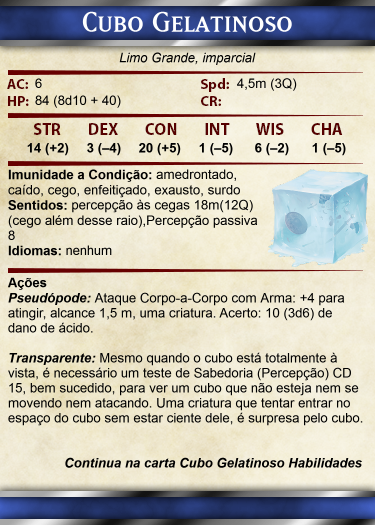 Cubo Gelatinoso
Limo Grande, imparcial
AC: 6 Spd: 4,5m (3Q)
HP: 84 (8d10 + 40) CR:
STR DEX CON INT WIS CHA
14 (+2) 3 (–4) 20 (+5) 1 (–5) 6 (–2) 1 (–5)
Imunidade a Condição: amedrontado,
caído, cego, enfeitiçado, exausto, surdo
Sentidos: percepção às cegas 18m(12Q)
(cego além desse raio),Percepção passiva
8
Idiomas: nenhum
Ações
Pseudópode: Ataque Corpo-a-Corpo com Arma: +4 para
atingir, alcance 1,5 m, uma criatura. Acerto: 10 (3d6) de
dano de ácido.
Transparente: Mesmo quando o cubo está totalmente à
vista, é necessário um teste de Sabedoria (Percepção) CD
15, bem sucedido, para ver um cubo que não esteja nem se
movendo nem atacando. Uma criatura que tentar entrar no
espaço do cubo sem estar ciente dele, é surpresa pelo cubo.
Continua na carta Cubo Gelatinoso Habilidades